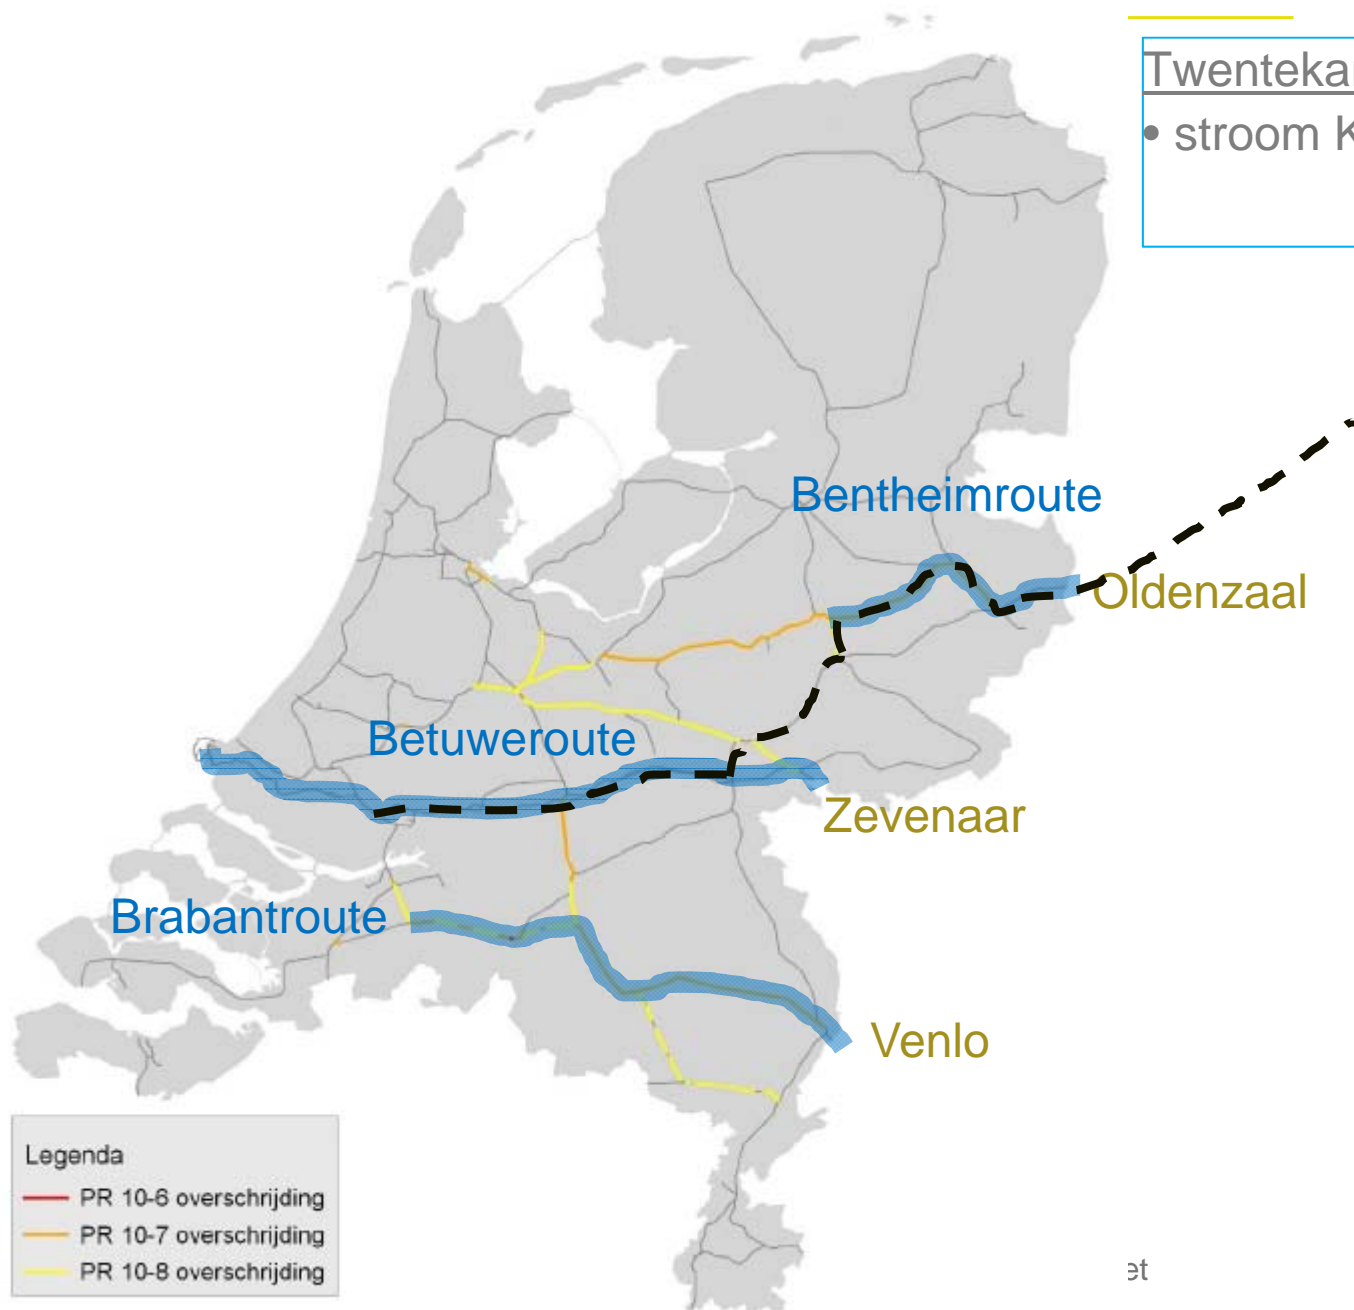 • stroom
Bentheimroute
Oldenzaal
Betuweroute
Zevenaar
Brabantroute
Venlo
Legenda
PR 10-6 overschrijding
PR 10-7 overschrijding
PR 10-8 overschrijding